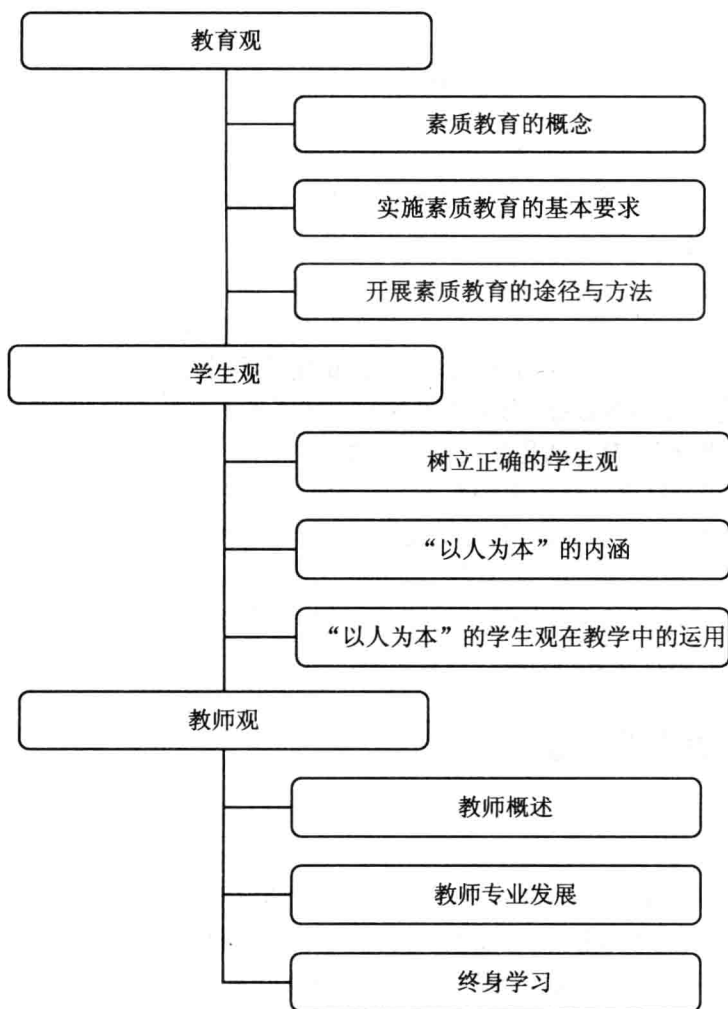 教育观
素质教育的概念
实施素质教育的基本要求
开展素质教育的途径与方法
学生观
树立正确的学生观
“以人为本”的内涵
“以人为本”的学生观在教学中的运用
教师观
教师概述
教师专业发展
终身学习